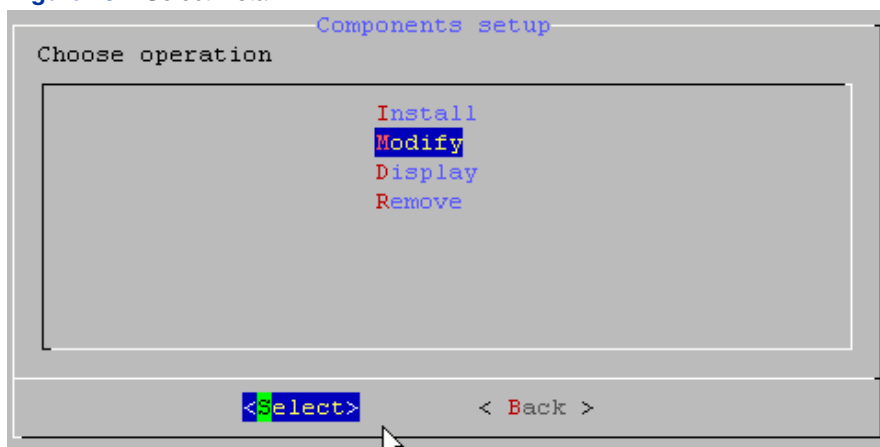 Components setup
Choose operation
Install
Modify
Display
Remove
<Select> < Back >